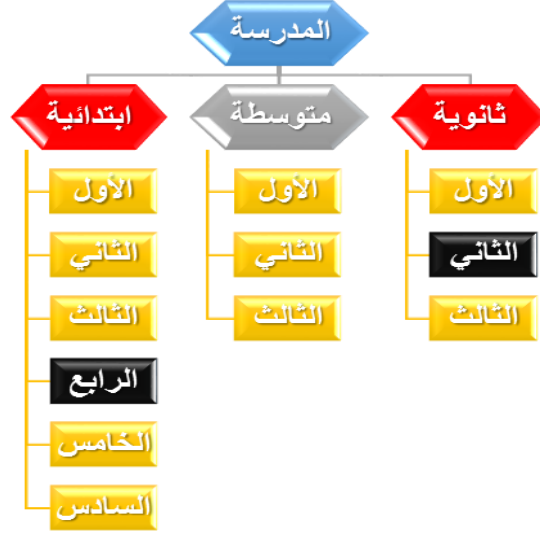 المدرسة
ثانوية
الأول
الثاني
الثالث
متوسطة
الأول
الثاني
الثالث
ابتدائية
الأول
الثاني
الثالث
الرابع
الخامس
السادس